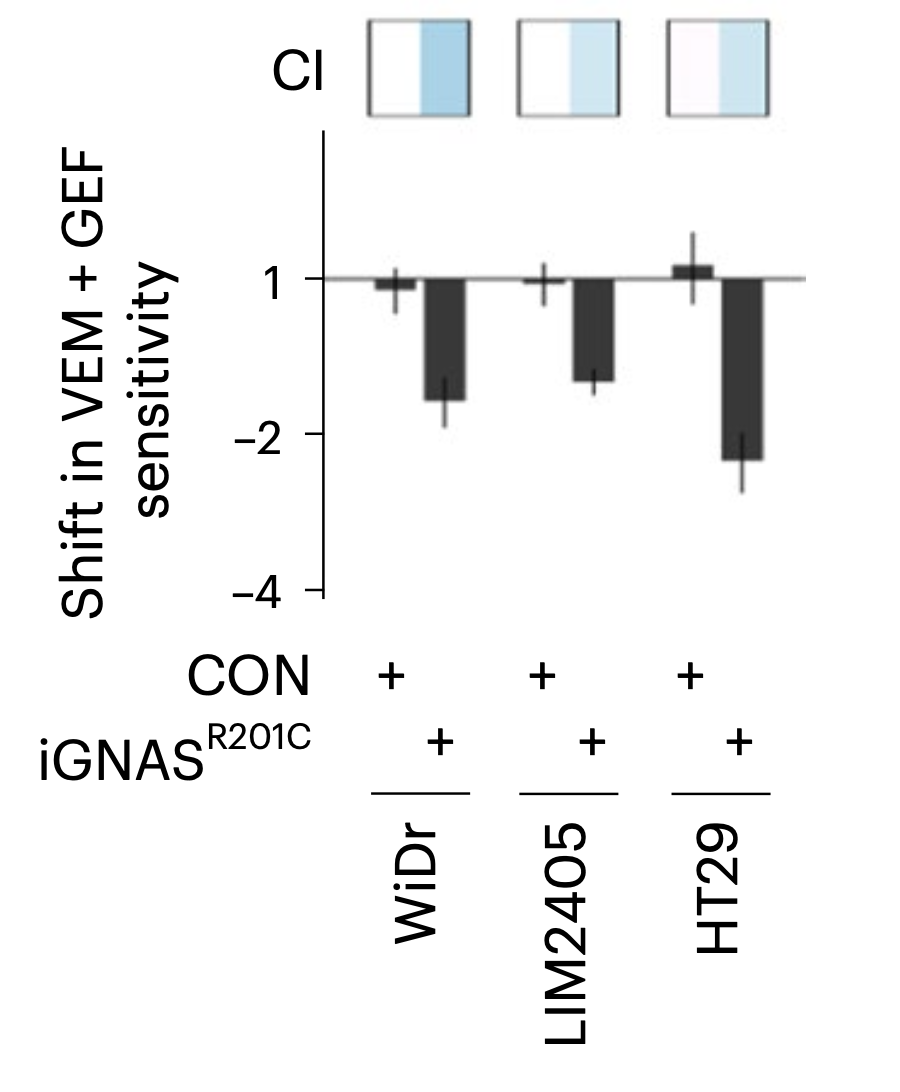 CI
Shift in VEM + GEF
sensitivity
1
–2
–4
CON + + +
iGNAS^R201C + + +
WiDr
LIM2405
HT29